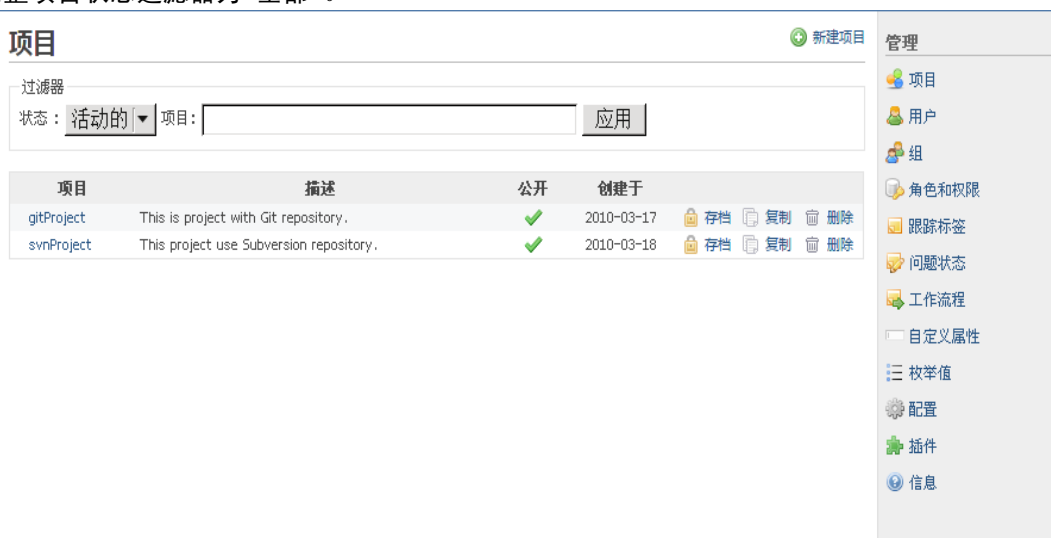 项目
新建项目
过滤器
状态： 活动的 项目: 应用
项目 描述 公开 创建于
gitProject This is project with Git repository. 2010-03-17 存档 复制 删除
svnProject This project use Subversion repository. 2010-03-18 存档 复制 删除
管理
项目
用户
组
角色和权限
跟踪标签
问题状态
工作流程
自定义属性
枚举值
配置
插件
信息